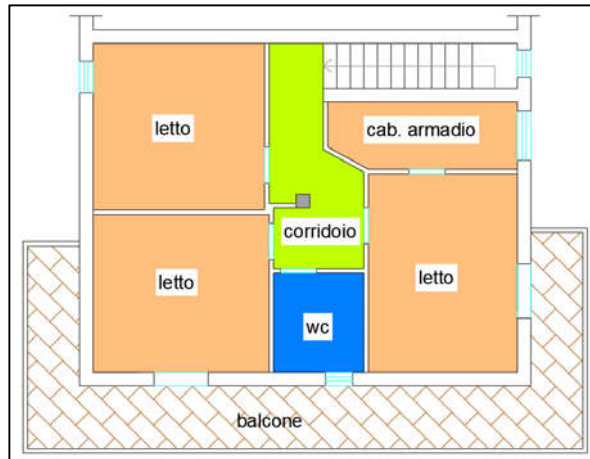 letto
cab. armadio
corridoio
letto
letto
wc
balcone